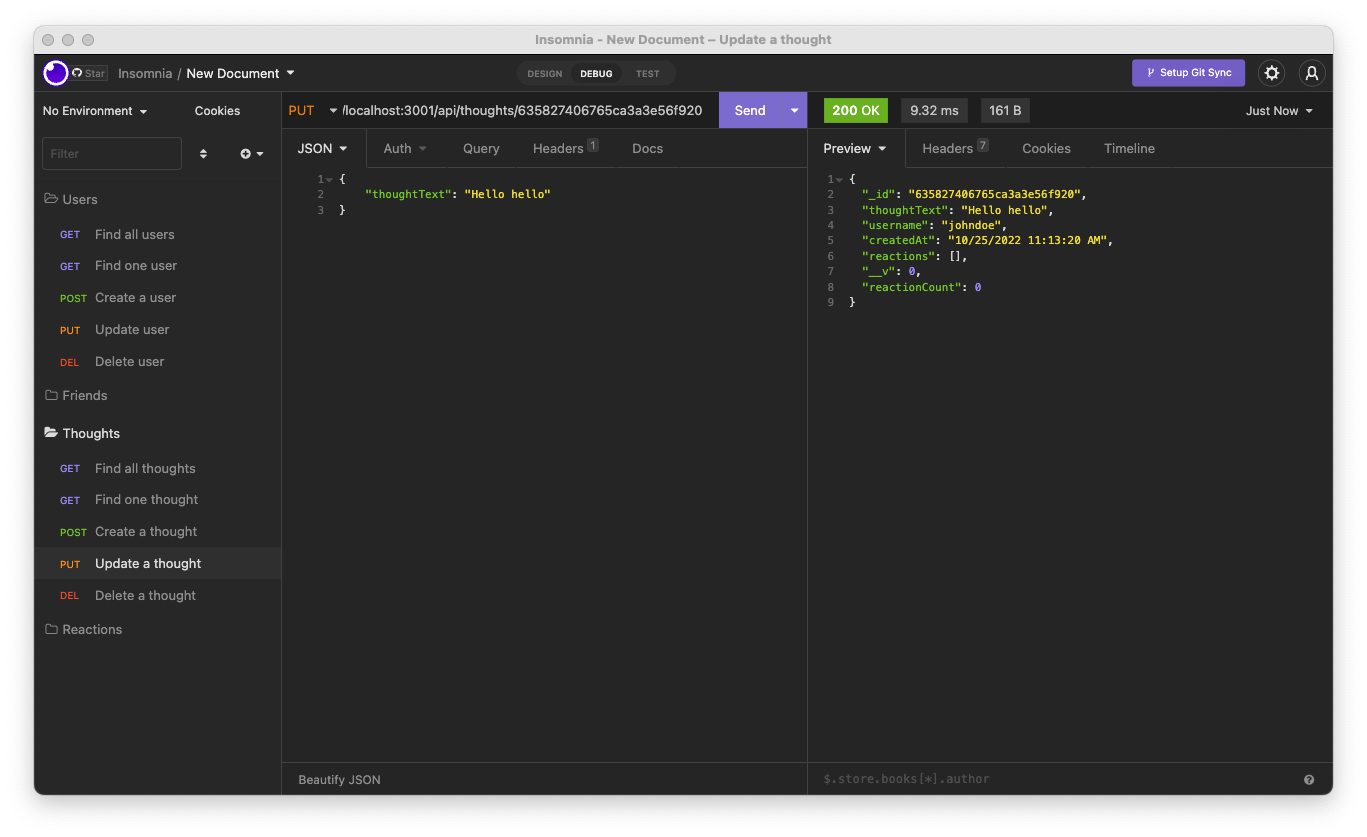 Insomnia - New Document – Update a thought
Star
Insomnia / New Document
DESIGN DEBUG TEST
Setup Git Sync
No Environment Cookies
PUT /localhost:3001/api/thoughts/635827406765ca3a3e56f920 Send
200 OK 9.32 ms 161 B Just Now
Filter
JSON Auth Query Headers 1 Docs
Preview Headers 7 Cookies Timeline
Users
GET Find all users
GET Find one user
POST Create a user
PUT Update user
DEL Delete user
Friends
Thoughts
GET Find all thoughts
GET Find one thought
POST Create a thought
PUT Update a thought
DEL Delete a thought
Reactions
1 {
2 "thoughtText": "Hello hello"
3 }
Beautify JSON
1 {
2 "_id": "635827406765ca3a3e56f920",
3 "thoughtText": "Hello hello",
4 "username": "johndoe",
5 "createdAt": "10/25/2022 11:13:20 AM",
6 "reactions": [],
7 "__v": 0,
8 "reactionCount": 0
9 }
$.store.books[*].author